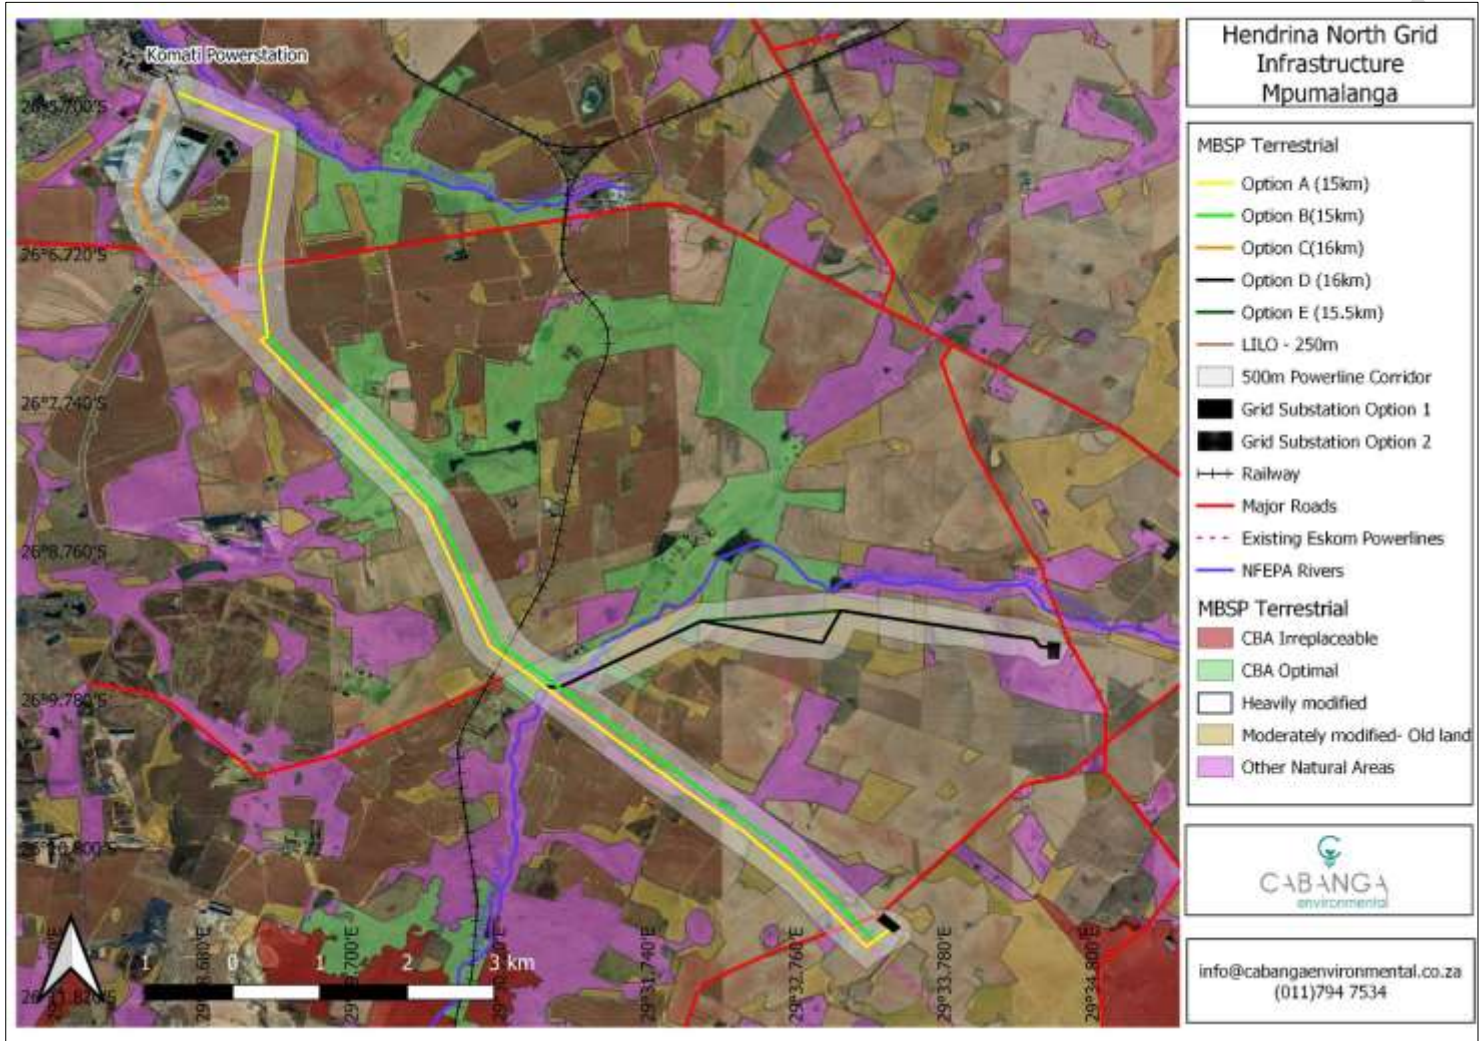 Komati Powerstation
26°5.700'S
26°6.720'S
26°7.740'S
26°8.760'S
26°9.780'S
29°31.740'E
29°32.760'E
29°33.780'E
29°34.800'E
1 0 1 2 3 km
Hendrina North Grid
Infrastructure
Mpumalanga
MBSP Terrestrial
Option A (15km)
Option B(15km)
Option C(16km)
Option D (16km)
Option E (15.5km)
LILO - 250m
500m Powerline Corridor
Grid Substation Option 1
Grid Substation Option 2
Railway
Major Roads
Existing Eskom Powerlines
NFEPA Rivers
MBSP Terrestrial
CBA Irreplaceable
CBA Optimal
Heavily modified
Moderately modified- Old land
Other Natural Areas
CABANGA
environmental
info@cabangaenvironmental.co.za
(011)794 7534